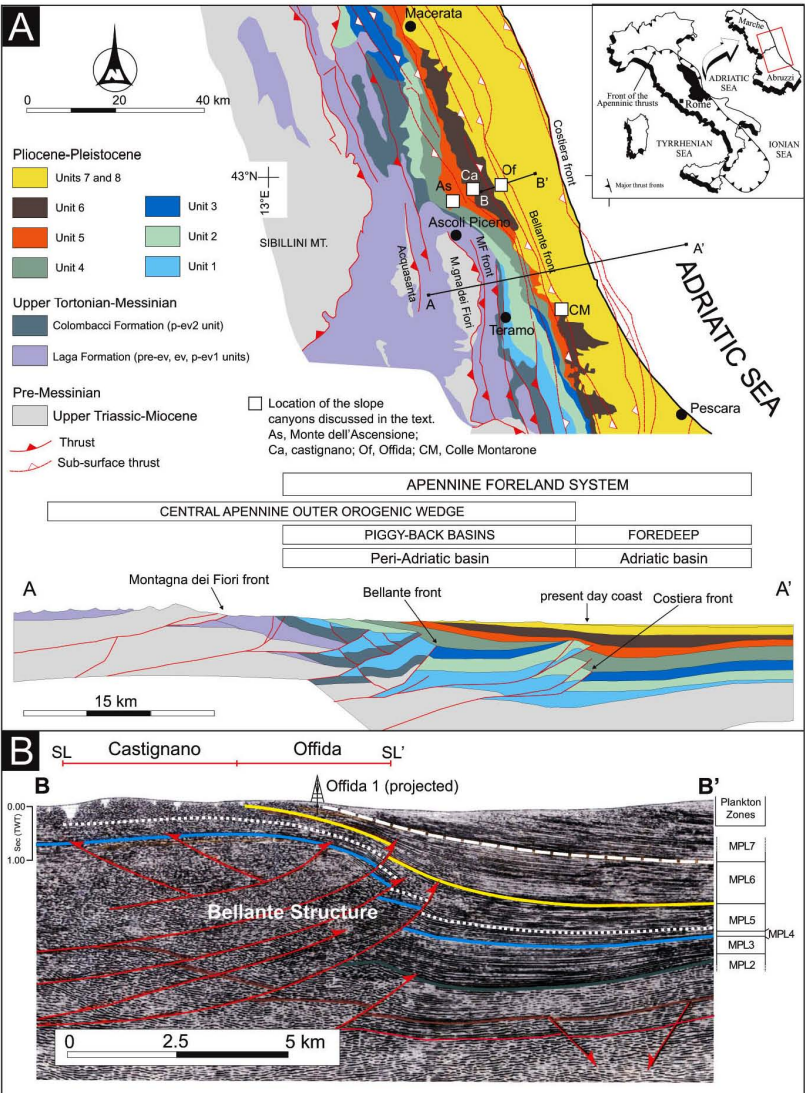 A
Macerata
0 20 40 km
Marche
Abruzzi
ADRIATIC
SEA
Front of the
Apenninic thrusts
Rome
TYRRHENIAN
SEA
IONIAN
SEA
Major thrust fronts
Pliocene-Pleistocene
Units 7 and 8
Unit 6
Unit 3
Unit 5
Unit 2
Unit 4
Unit 1
43°N
13°E
SIBILLINI MT.
Costiera front
Ca
Of
As
B
B'
Ascoli Piceno
Acquasanta
M.gna dei Fiori
MF front
Bellante front
A
A'
CM
Teramo
ADRIATIC SEA
Pescara
Upper Tortonian-Messinian
Colombacci Formation (p-ev2 unit)
Laga Formation (pre-ev, ev, p-ev1 units)
Pre-Messinian
Upper Triassic-Miocene
Thrust
Sub-surface thrust
Location of the slope
canyons discussed in the text.
As, Monte dell'Ascensione;
Ca, castignano; Of, Offida; CM, Colle Montarone
APENNINE FORELAND SYSTEM
CENTRAL APENNINE OUTER OROGENIC WEDGE
PIGGY-BACK BASINS
FOREDEEP
Peri-Adriatic basin
Adriatic basin
A
Montagna dei Fiori front
Bellante front
present day coast
Costiera front
A'
15 km
B
SL
Castignano
Offida
SL'
B
Offida 1 (projected)
B'
Plankton
Zones
0.00
Sec (TWT)
1.00
MPL7
MPL6
MPL5
MPL4
MPL3
MPL2
Bellante Structure
0 2.5 5 km